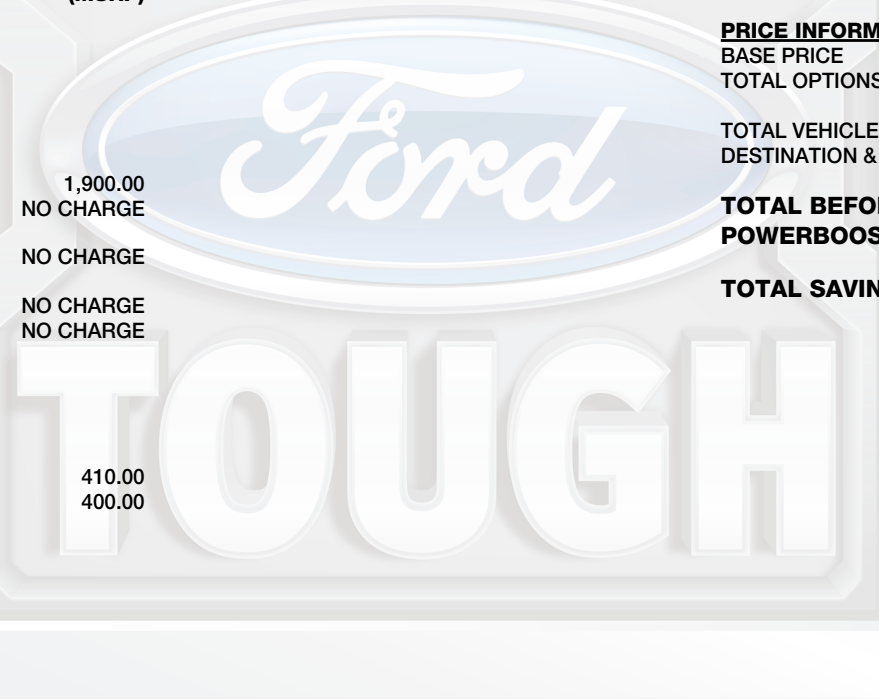 (MSRP)
1,900.00
NO CHARGE
NO CHARGE
NO CHARGE
NO CHARGE
410.00
400.00
PRICE INFORM
BASE PRICE
TOTAL OPTIONS
TOTAL VEHICLE
DESTINATION &
TOTAL BEFO
POWERBOOS
TOTAL SAVIN
Ford
TOUGH